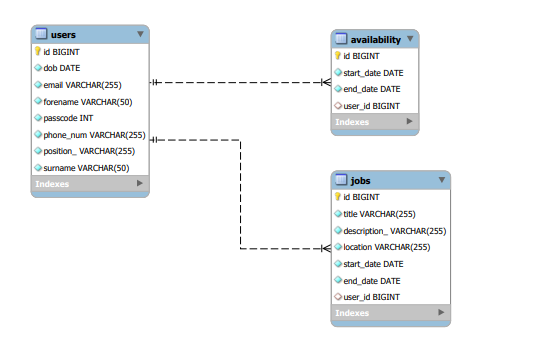 users
id BIGINT
dob DATE
email VARCHAR(255)
forename VARCHAR(50)
passcode INT
phone_num VARCHAR(255)
position_ VARCHAR(255)
surname VARCHAR(50)
Indexes
availability
id BIGINT
start_date DATE
end_date DATE
user_id BIGINT
Indexes
jobs
id BIGINT
title VARCHAR(255)
description_ VARCHAR(255)
location VARCHAR(255)
start_date DATE
end_date DATE
user_id BIGINT
Indexes